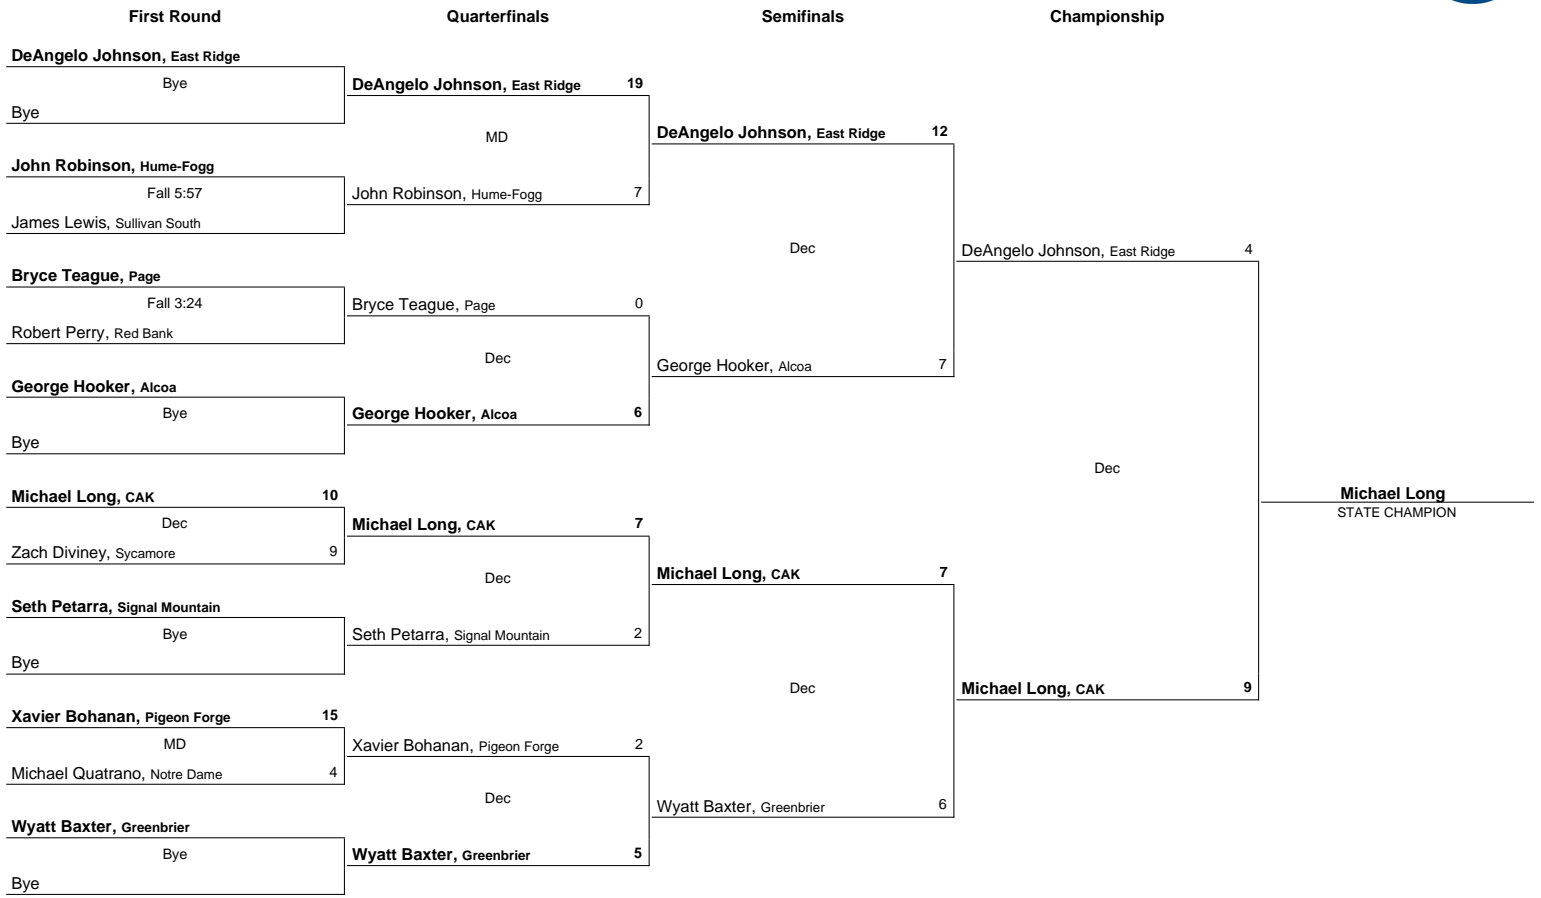 First Round Quarterfinals Semifinals Championship
DeAngelo Johnson, East Ridge
Bye
Bye
John Robinson, Hume-Fogg
Fall 5:57
James Lewis, Sullivan South
Bryce Teague, Page
Fall 3:24
Robert Perry, Red Bank
George Hooker, Alcoa
Bye
Bye
Michael Long, CAK 10
Dec
Zach Diviney, Sycamore 9
Seth Petarra, Signal Mountain
Bye
Bye
Xavier Bohanan, Pigeon Forge 15
MD
Michael Quatrano, Notre Dame 4
Wyatt Baxter, Greenbrier
Bye
Bye
DeAngelo Johnson, East Ridge 19
MD
John Robinson, Hume-Fogg 7
Bryce Teague, Page 0
Dec
George Hooker, Alcoa 6
Michael Long, CAK 7
Dec
Seth Petarra, Signal Mountain 2
Xavier Bohanan, Pigeon Forge 2
Dec
Wyatt Baxter, Greenbrier 5
DeAngelo Johnson, East Ridge 12
Dec
George Hooker, Alcoa 7
Michael Long, CAK 7
Dec
Wyatt Baxter, Greenbrier 6
DeAngelo Johnson, East Ridge 4
Dec
Michael Long, CAK 9
Michael Long
STATE CHAMPION